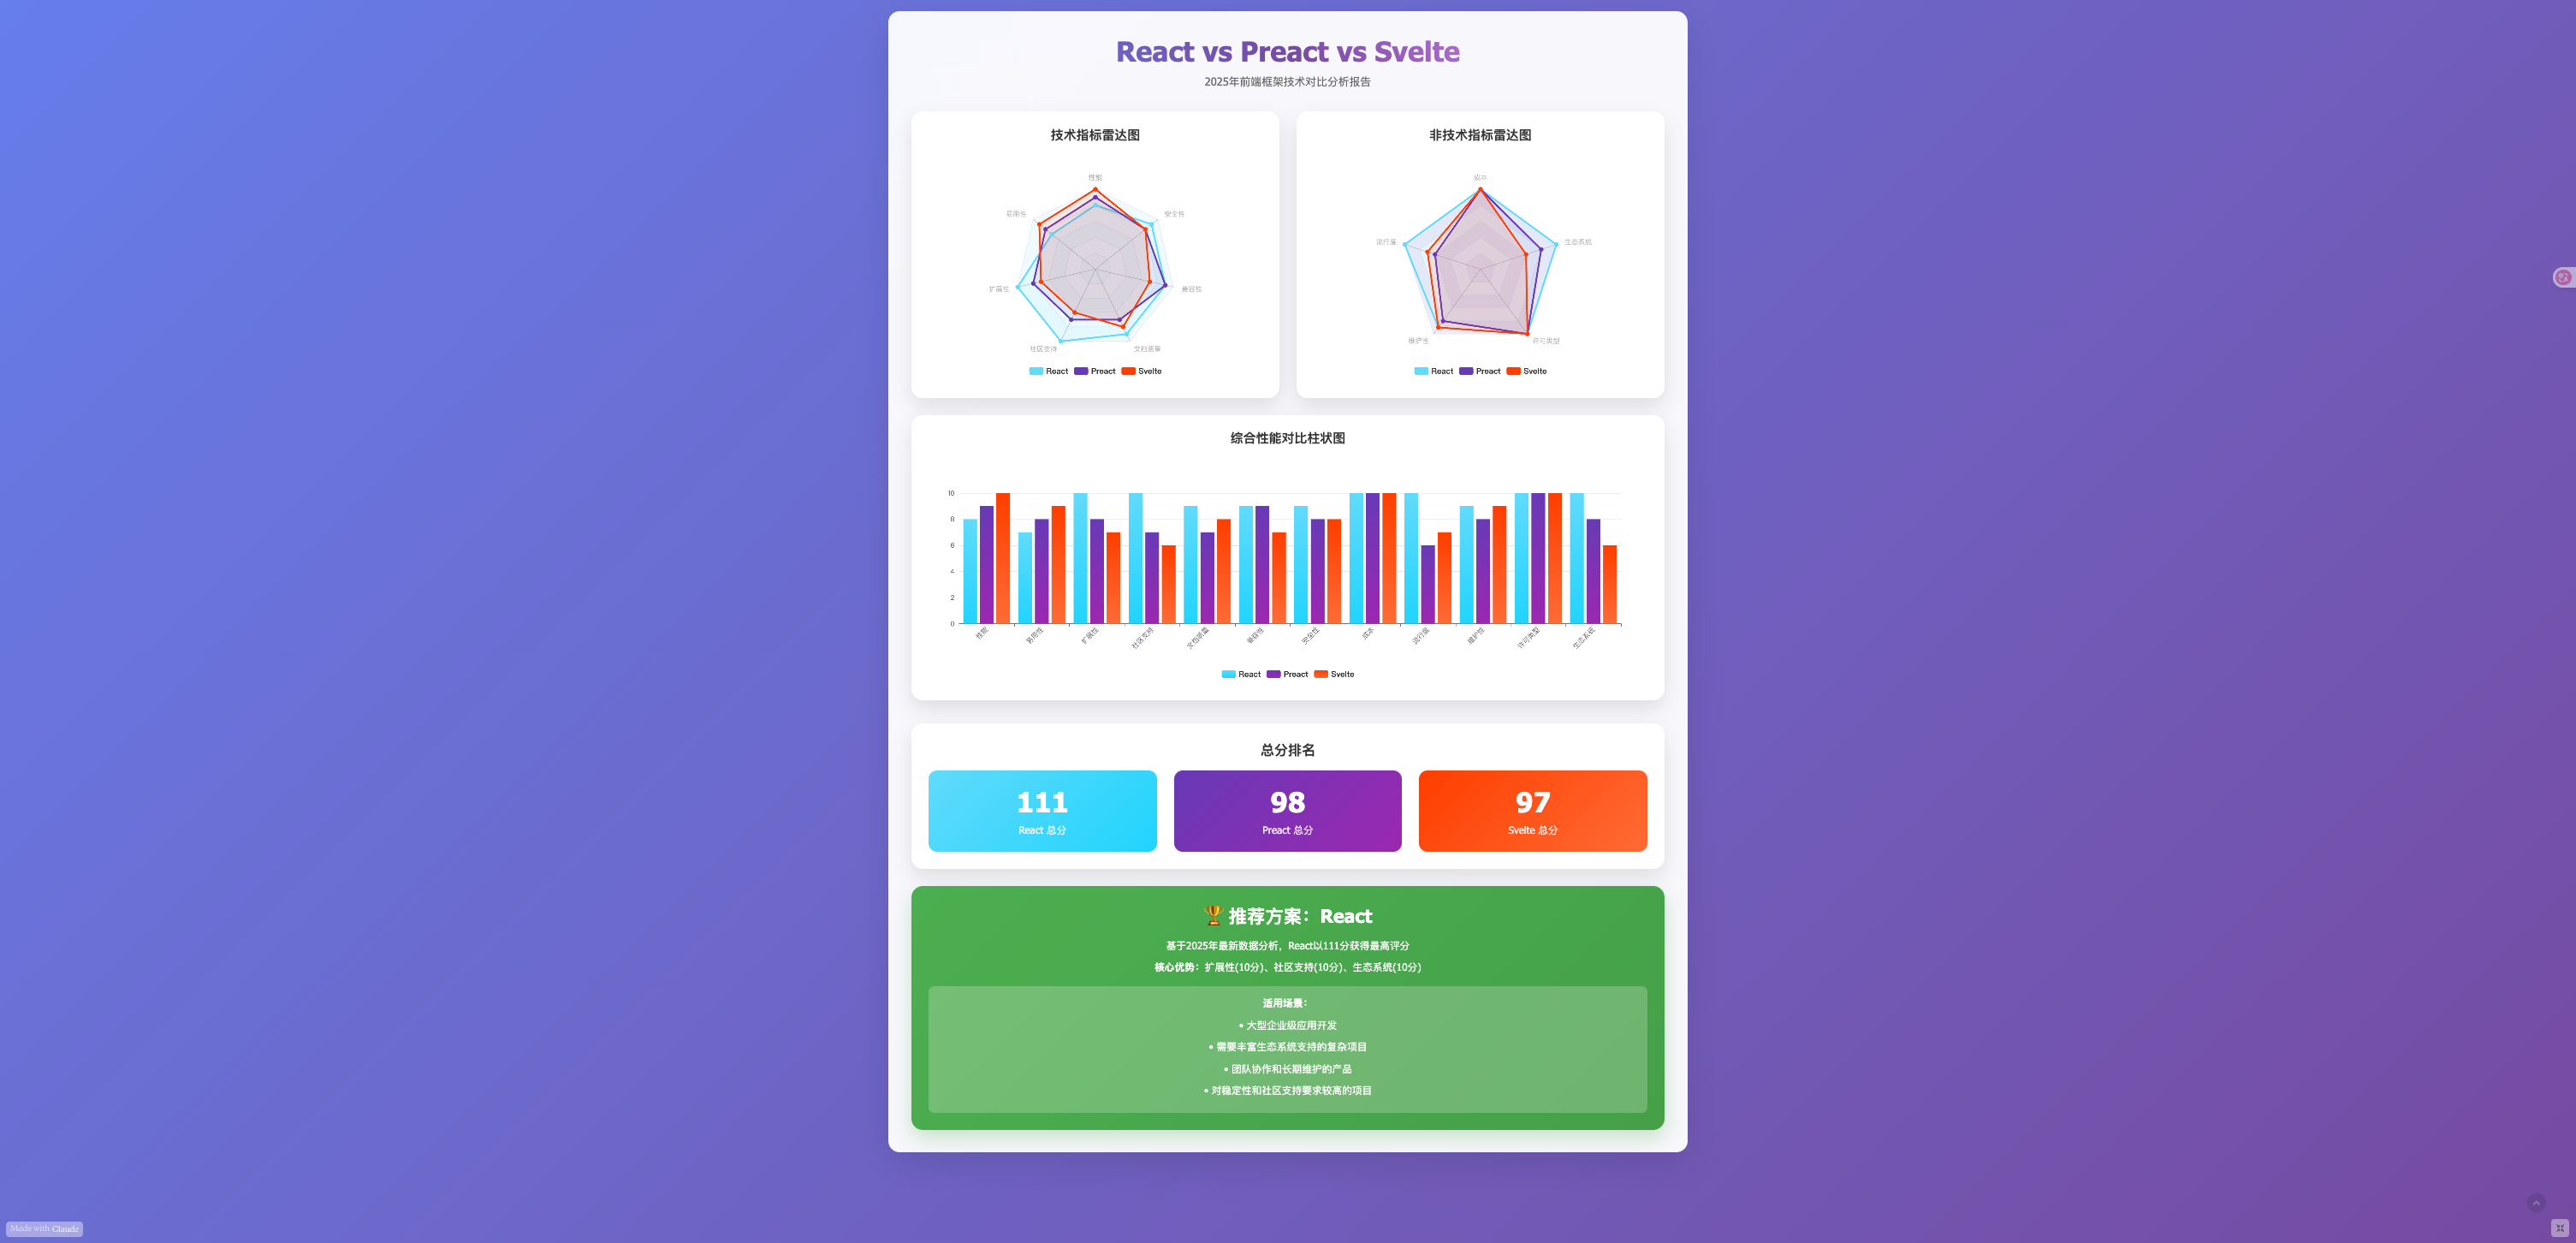 React vs Preact vs Svelte
2025年前端框架技术对比分析报告
技术指标雷达图
性能
易用性
安全性
扩展性
兼容性
社区支持
文档质量
React Preact Svelte
非技术指标雷达图
成本
流行度
生态系统
维护性
许可类型
React Preact Svelte
综合性能对比柱状图
10
8
6
4
2
0
性能 易用性 扩展性 社区支持 文档质量 兼容性 安全性 成本 流行度 维护性 许可类型 生态系统
React Preact Svelte
总分排名
111
React 总分
98
Preact 总分
97
Svelte 总分
🏆 推荐方案：React
基于2025年最新数据分析，React以111分获得最高评分
核心优势：扩展性(10分)、社区支持(10分)、生态系统(10分)
适用场景：
• 大型企业级应用开发
• 需要丰富生态系统支持的复杂项目
• 团队协作和长期维护的产品
• 对稳定性和社区支持要求较高的项目
Made with Claude